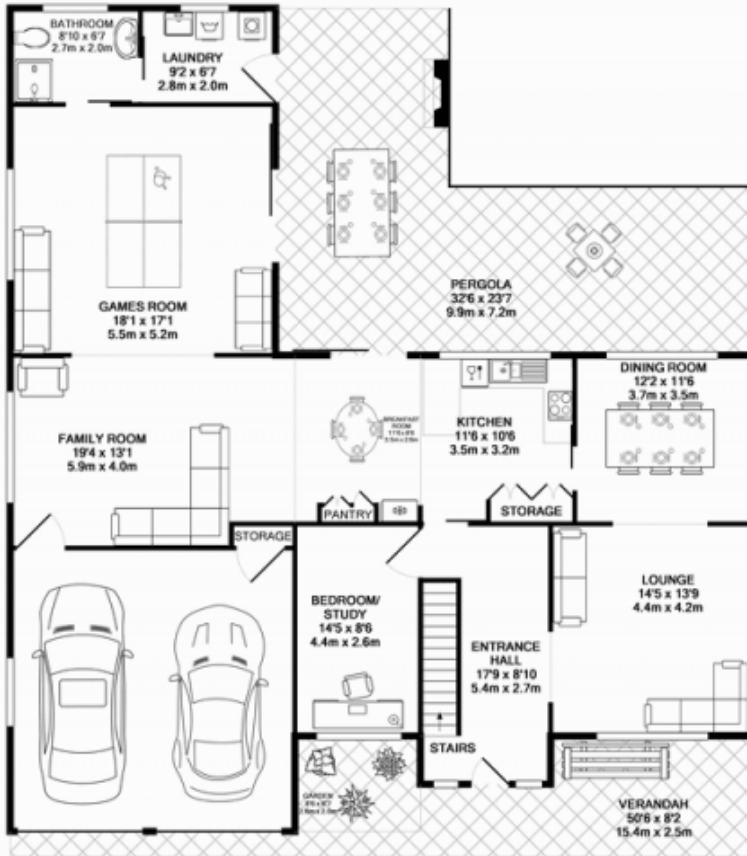 BATHROOM
8'10 x 6'7
2.7m x 2.0m
LAUNDRY
9'2 x 6'7
2.8m x 2.0m
GAMES ROOM
18'1 x 17'1
5.5m x 5.2m
PERGOLA
32'6 x 23'7
9.9m x 7.2m
FAMILY ROOM
19'4 x 13'1
5.9m x 4.0m
BREAKFAST
ROOM
KITCHEN
11'6 x 10'6
3.5m x 3.2m
DINING ROOM
12'2 x 11'6
3.7m x 3.5m
PANTRY
STORAGE
STORAGE
BEDROOM/
STUDY
14'5 x 8'6
4.4m x 2.6m
ENTRANCE
HALL
17'9 x 8'10
5.4m x 2.7m
LOUNGE
14'5 x 13'9
4.4m x 4.2m
STAIRS
GARDEN
VERANDAH
50'6 x 8'2
15.4m x 2.5m